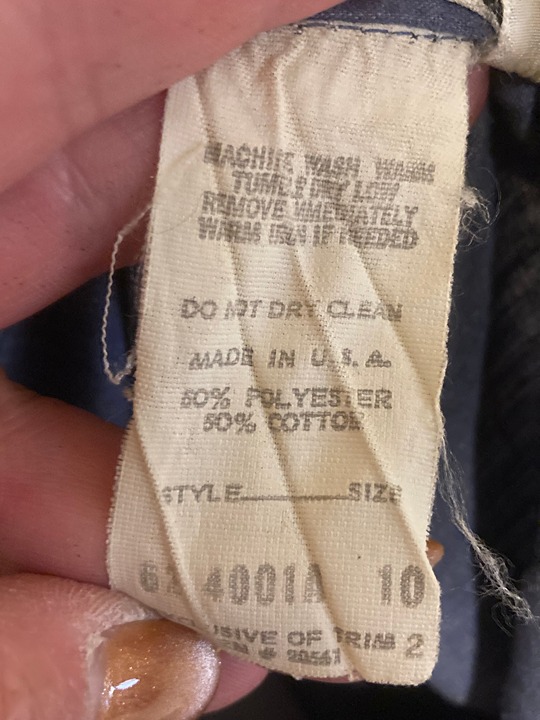 MACHINE WASH WARM
TUMBLE DRY LOW
REMOVE IMMEDIATELY
WARM IRON IF NEEDED
DO NOT DRY CLEAN
MADE IN U.S.A.
50% POLYESTER
50% COTTON
STYLE SIZE
4001A 10
OF TRIM 2